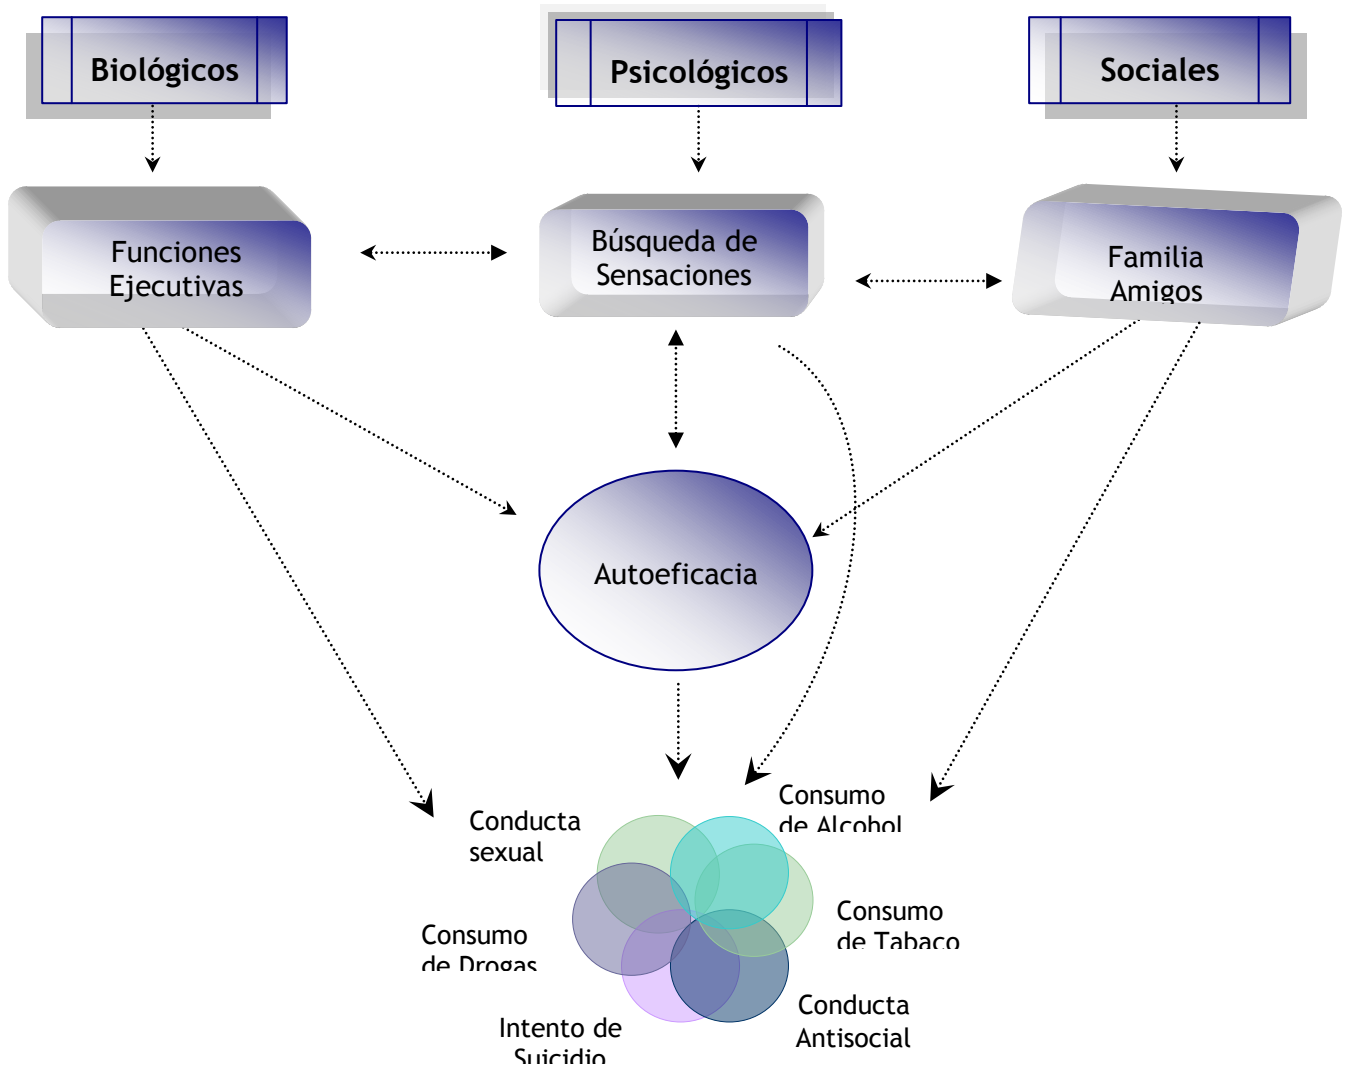 Biológicos
Psicológicos
Sociales
Funciones
Ejecutivas
Búsqueda de
Sensaciones
Familia
Amigos
Autoeficacia
Conducta
sexual
Consumo
de Alcohol
Consumo
de Drogas
Consumo
de Tabaco
Intento de
Suicidio
Conducta
Antisocial